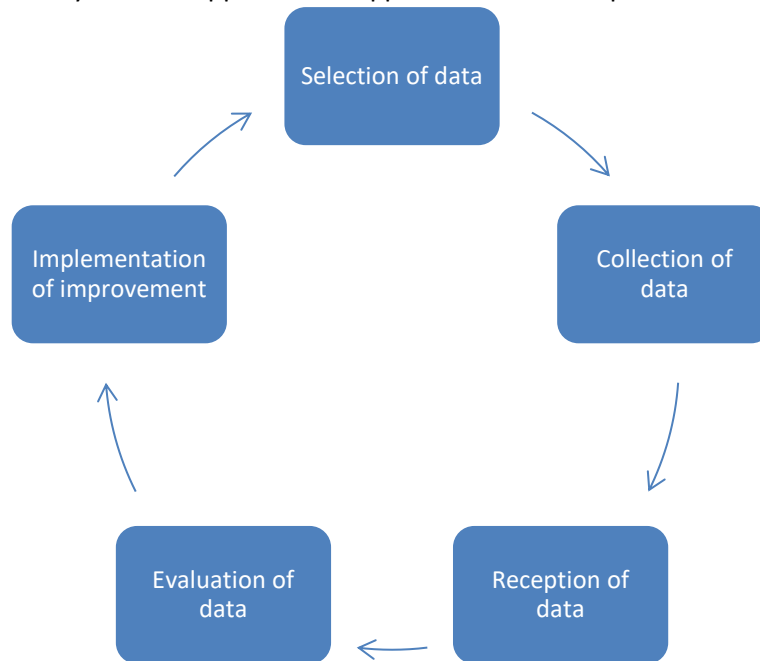 Selection of data
Implementation
of improvement
Collection of
data
Evaluation of
data
Reception of
data